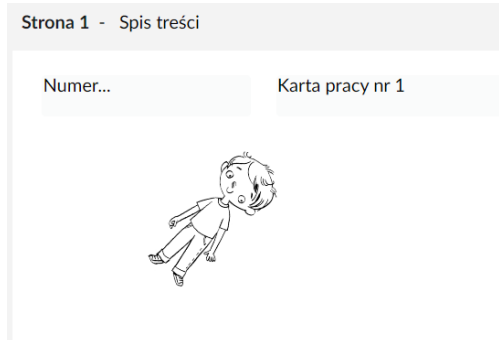 Strona 1 - Spis treści
Numer... Karta pracy nr 1